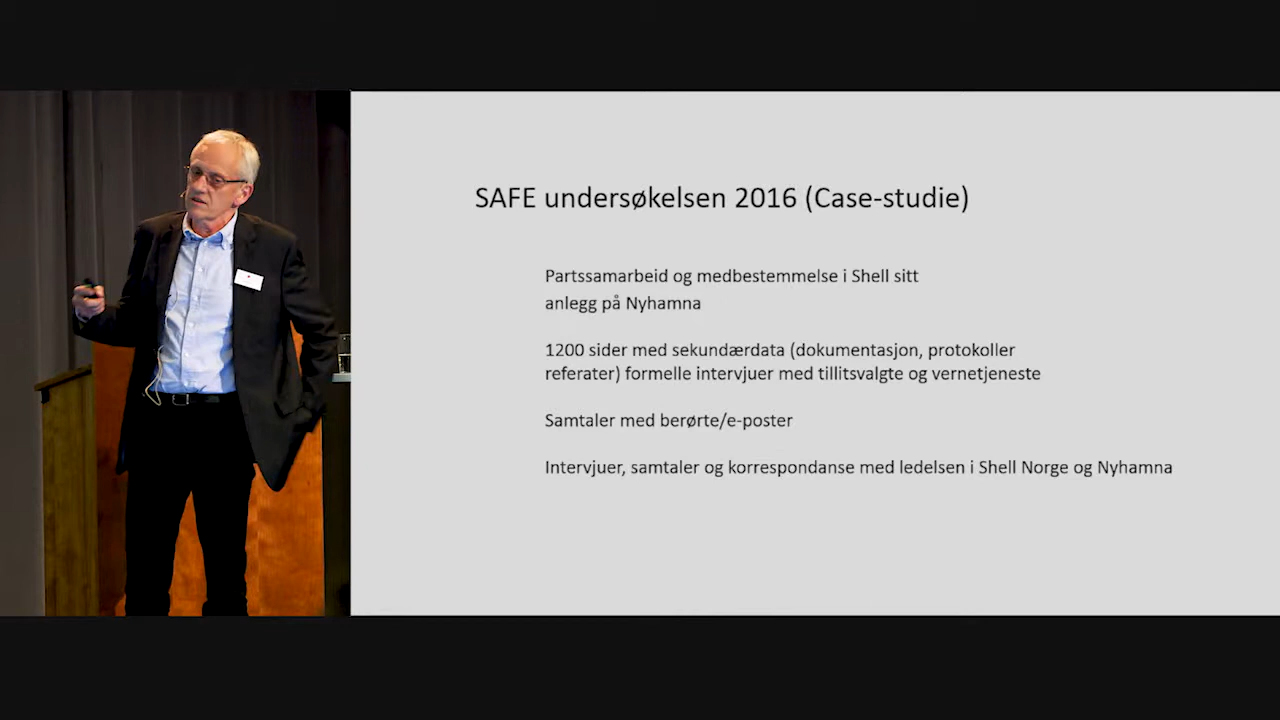 SAFE undersøkelsen 2016 (Case-studie)
Partssamarbeid og medbestemmelse i Shell sitt
anlegg på Nyhamna
1200 sider med sekundærdata (dokumentasjon, protokoller
referater) formelle intervjuer med tillitsvalgte og vernetjeneste
Samtaler med berørte/e-poster
Intervjuer, samtaler og korrespondanse med ledelsen i Shell Norge og Nyhamna